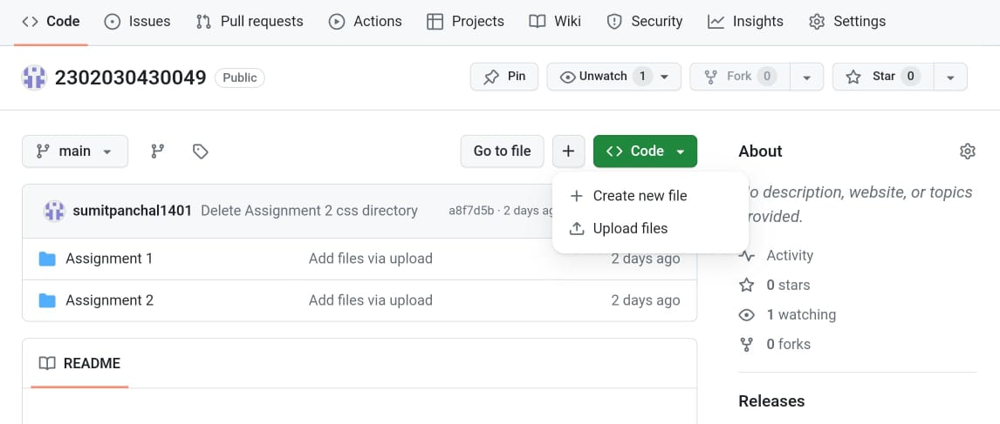 Code Issues Pull requests Actions Projects Wiki Security Insights Settings
2302030430049 Public Pin Unwatch 1 Fork 0 Star 0
main Go to file + Code
About
Create new file
Upload files
o description, website, or topics
rovided.
sumitpanchal1401 Delete Assignment 2 css directory a8f7d5b · 2 days ag
Assignment 1 Add files via upload 2 days ago
Assignment 2 Add files via upload 2 days ago
README
Activity
0 stars
1 watching
0 forks
Releases